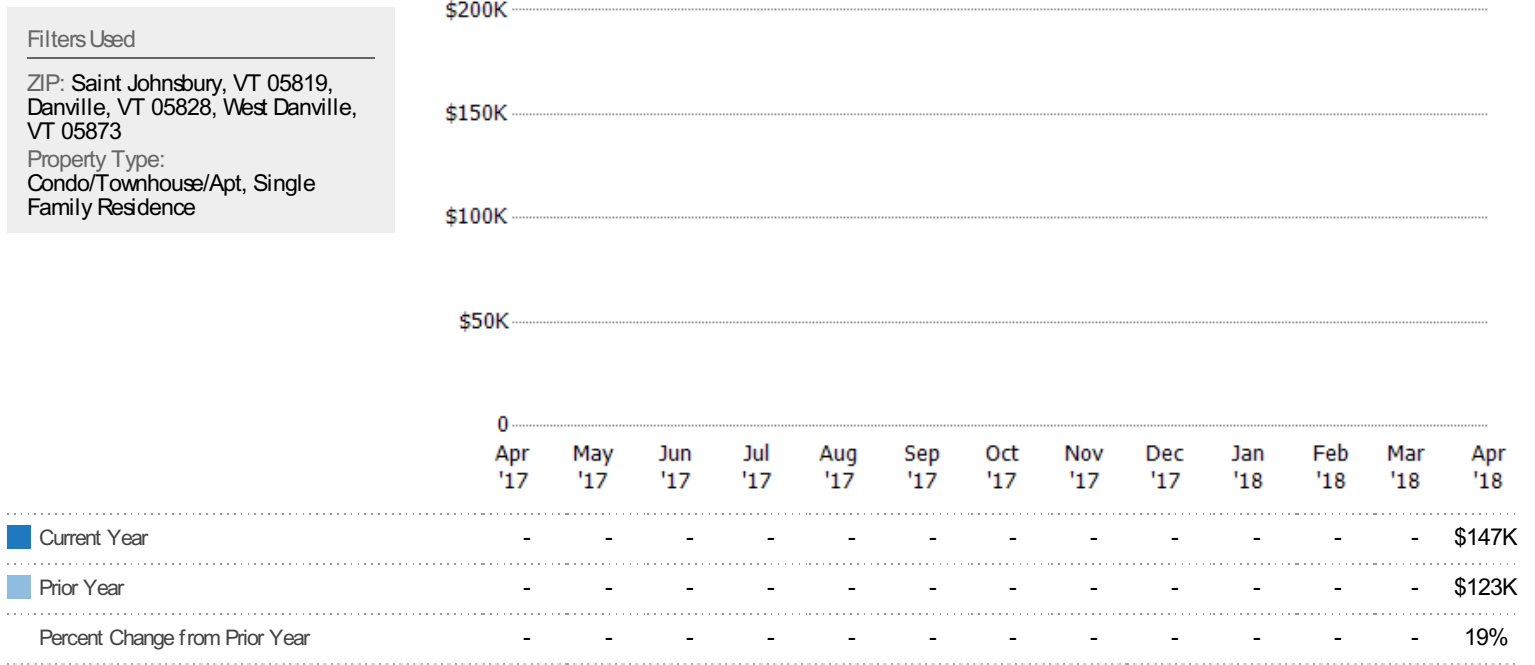 Filters Used
ZIP: Saint Johnsbury, VT 05819,
Danville, VT 05828, West Danville,
VT 05873
Property Type:
Condo/Townhouse/Apt, Single
Family Residence
$200K
$150K
$100K
$50K
0
Apr May Jun Jul Aug Sep Oct Nov Dec Jan Feb Mar Apr
'17 '17 '17 '17 '17 '17 '17 '17 '17 '18 '18 '18 '18
Current Year - - - - - - - - - - - - $147K
Prior Year - - - - - - - - - - - - $123K
Percent Change from Prior Year - - - - - - - - - - - - 19%